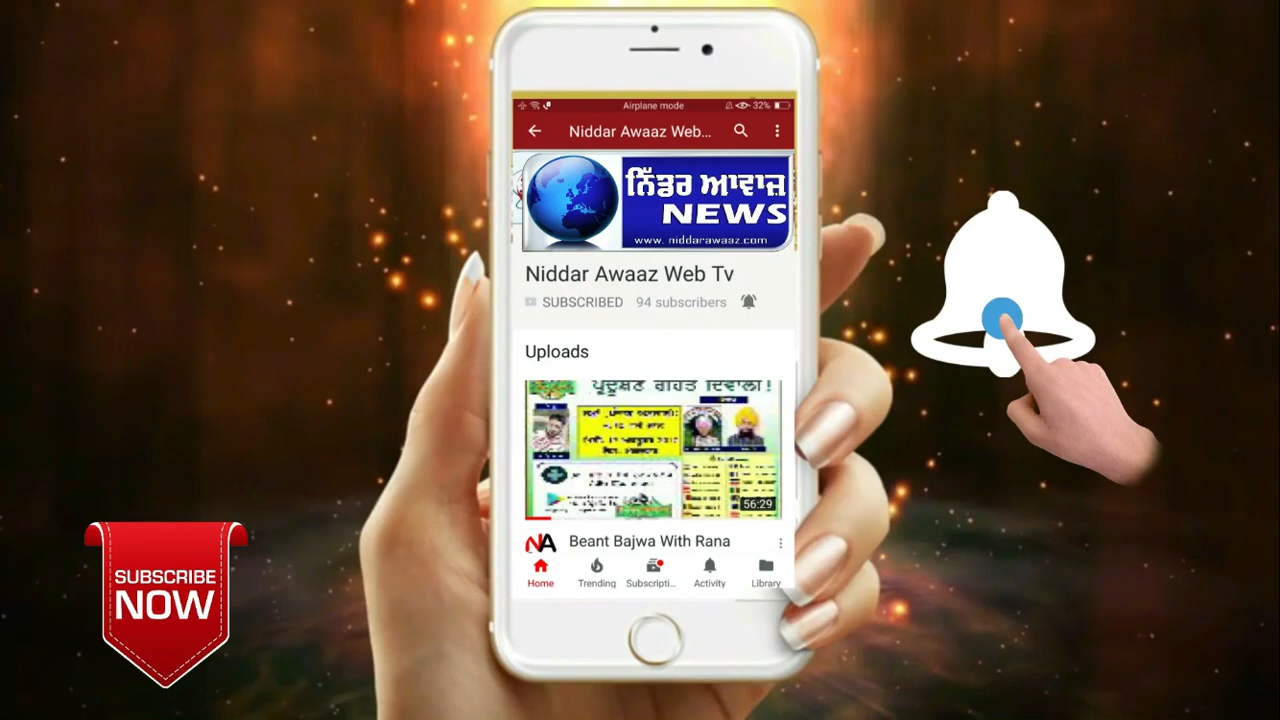 Airplane mode
32%
Niddar Awaaz Web...
ਨਿੱਡਰ ਆਵਾਜ਼
NEWS
www. niddarawaaz.com
Niddar Awaaz Web Tv
SUBSCRIBED 94 subscribers
Uploads
ਪ੍ਰਦੂਸ਼ਣ ਰਹਿਤ ਦਿਵਾਲੀ!
56:29
NA
Beant Bajwa With Rana
Home Trending Subscripti... Activity Library
SUBSCRIBE
NOW